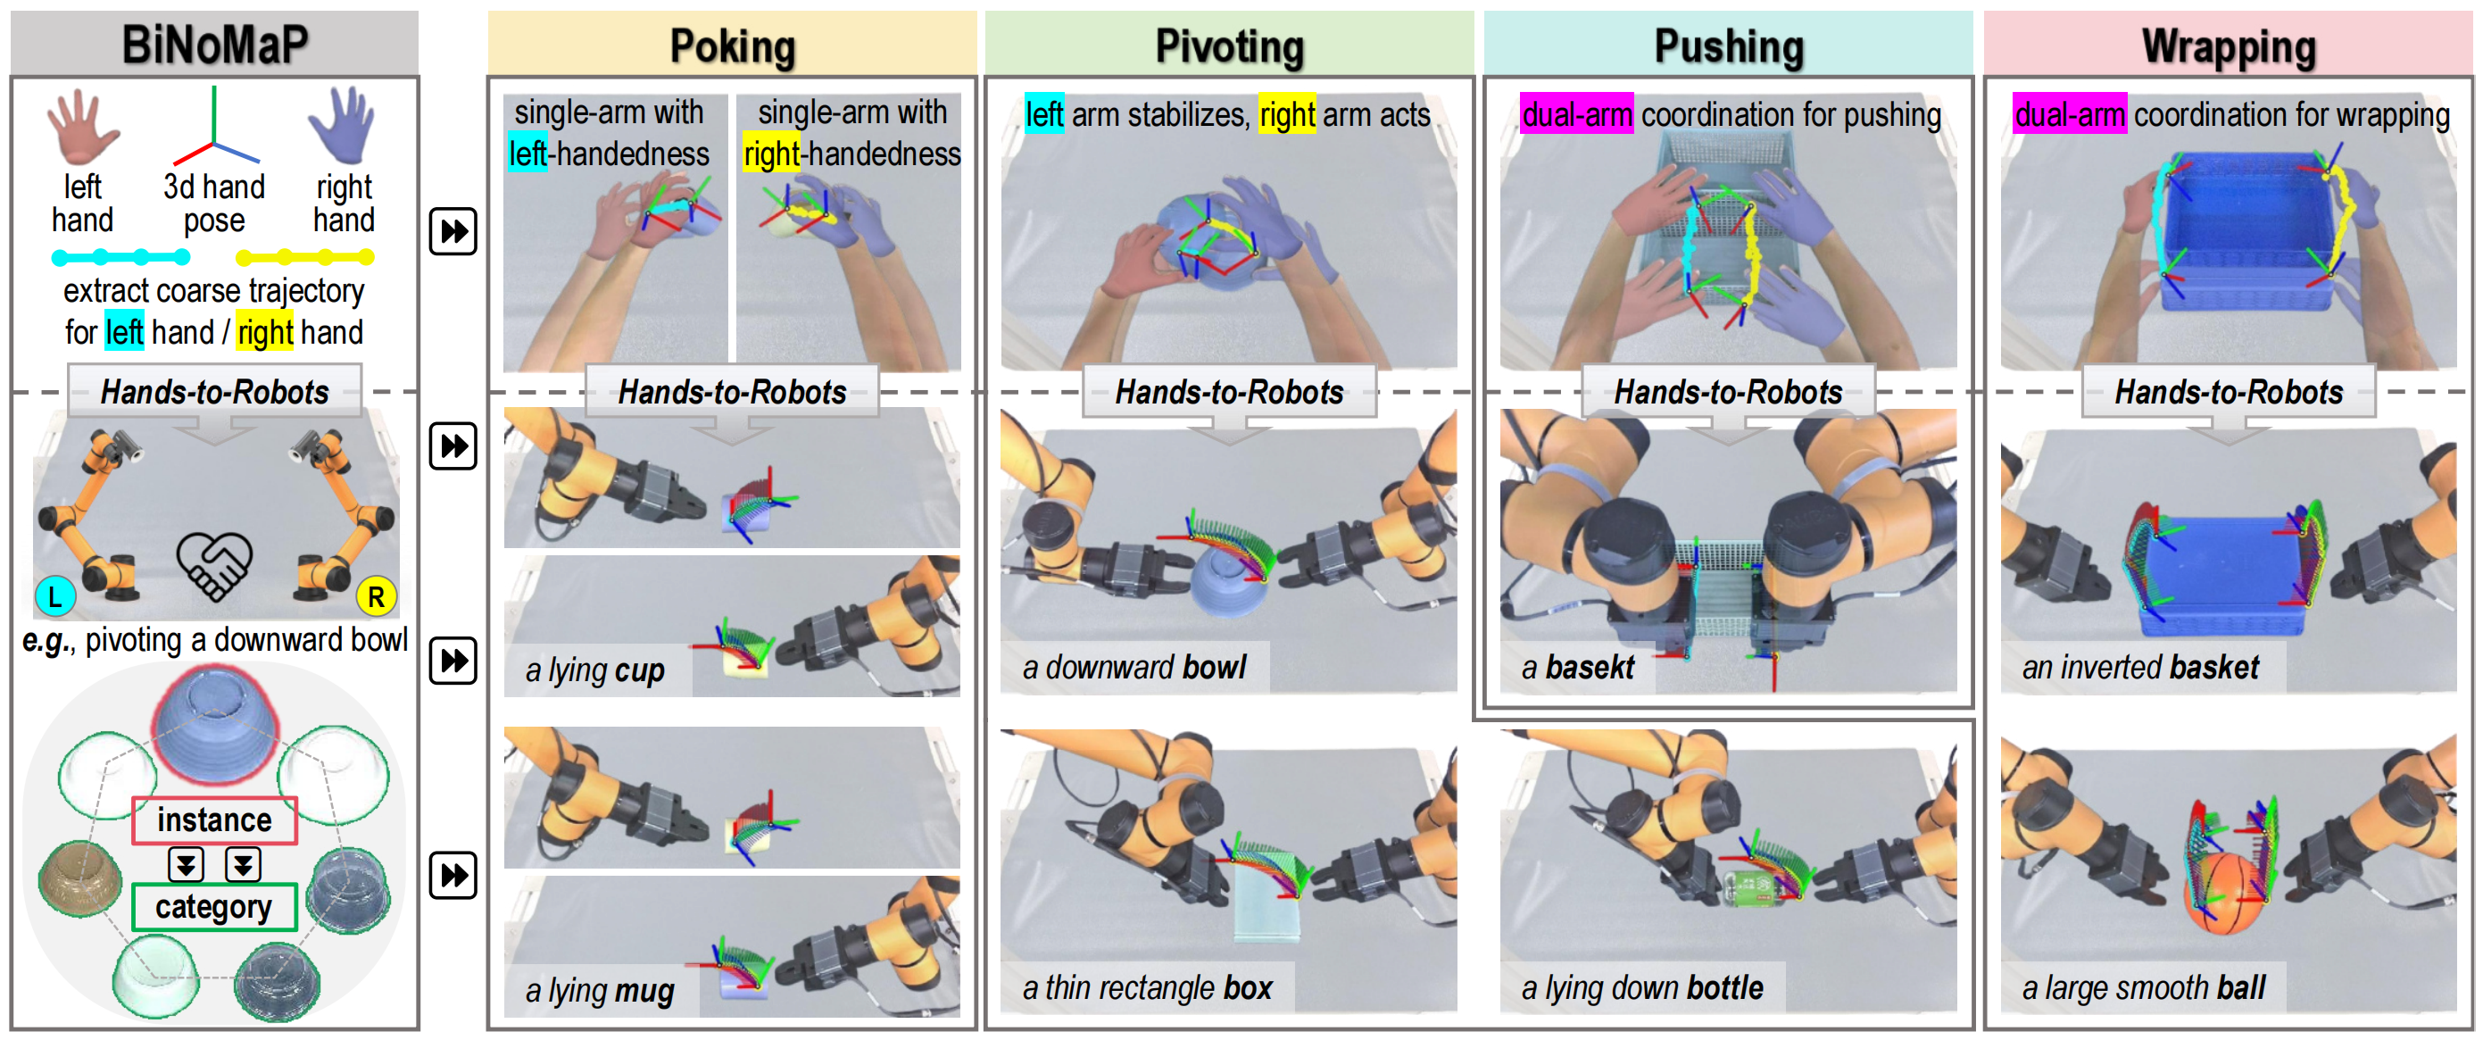 BiNoMaP
left
hand
3d hand
pose
right
hand
extract coarse trajectory
for left hand / right hand
Hands-to-Robots
L
R
e.g., pivoting a downward bowl
instance
category
Poking
single-arm with
left-handedness
single-arm with
right-handedness
Hands-to-Robots
a lying cup
a lying mug
Pivoting
left arm stabilizes, right arm acts
Hands-to-Robots
a downward bowl
a thin rectangle box
a lying down bottle
Pushing
dual-arm coordination for pushing
Hands-to-Robots
a basekt
Wrapping
dual-arm coordination for wrapping
Hands-to-Robots
an inverted basket
a large smooth ball